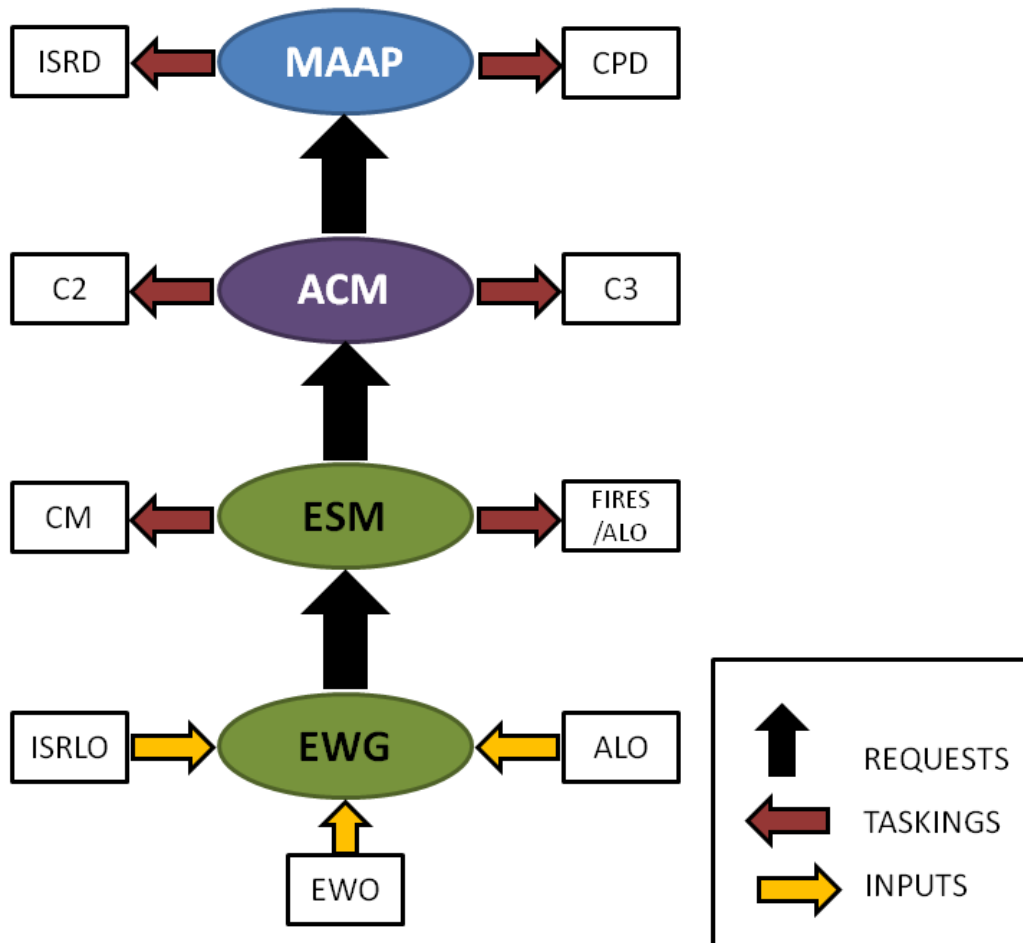 ISRD
MAAP
CPD
C2
ACM
C3
CM
ESM
FIRES
/ALO
ISRLO
EWG
ALO
EWO
REQUESTS
TASKINGS
INPUTS